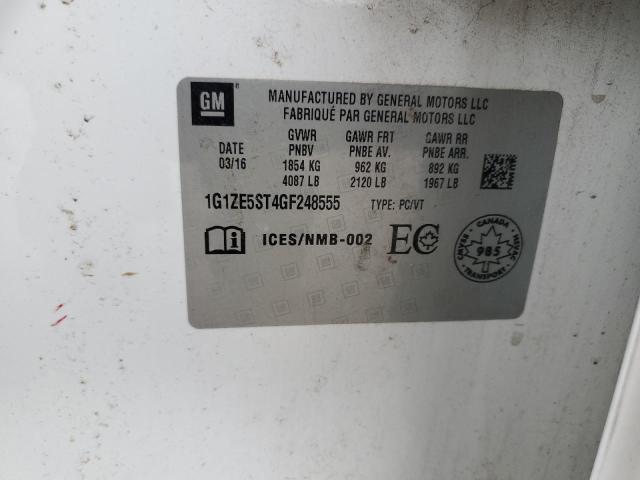 GM
MANUFACTURED BY GENERAL MOTORS LLC
FABRIQUÉ PAR GENERAL MOTORS LLC
GVWR GAWR FRT GAWR RR
DATE PNBV PNBE AV. PNBE ARR.
03/16 1854 KG 962 KG 892 KG
4087 LB 2120 LB 1967 LB
1G1ZE5ST4GF248555 TYPE: PC/VT
ICES/NMB-002 EC
CANADA
985
TRANSPORT